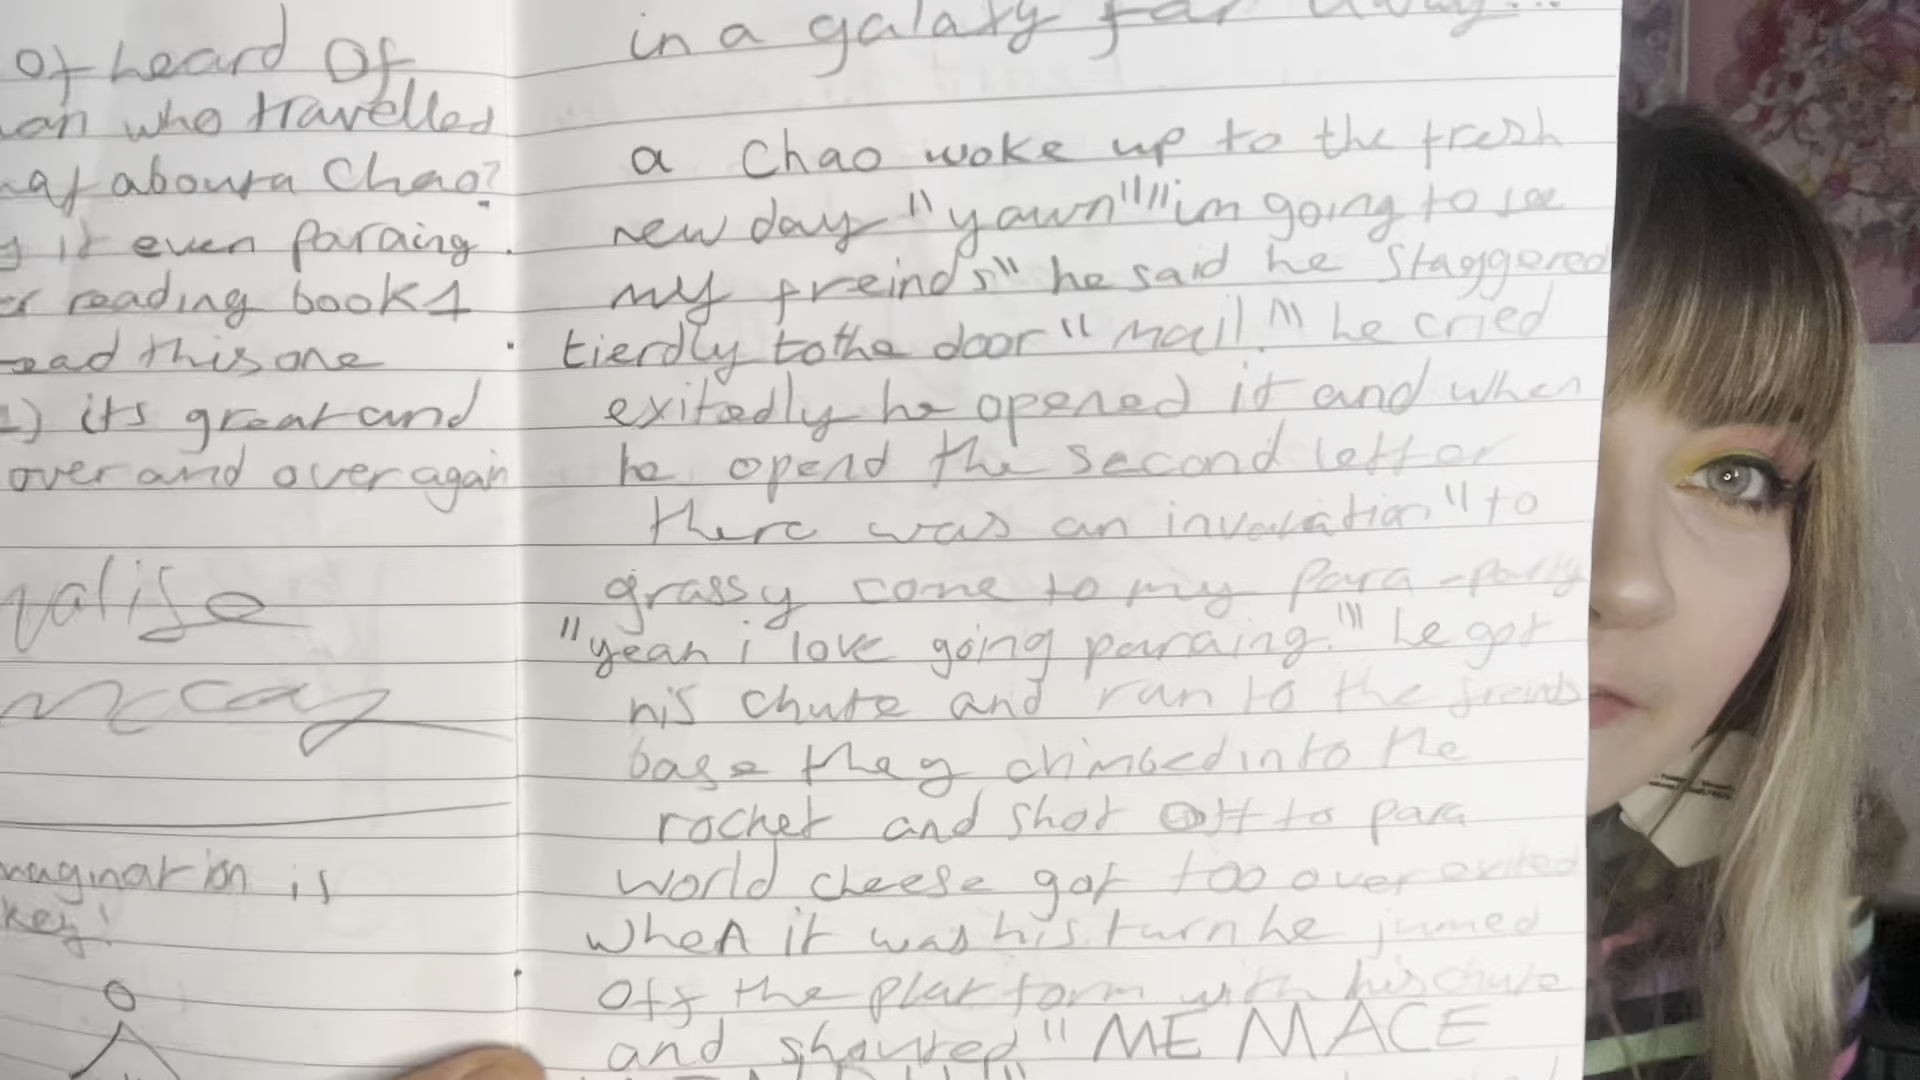 of heard of
who travelled
aboura Chao?
it even Paraing
reading book 1
ead this one
its great and
over and over again
mccay
magination is
key!
in a galaxy far away...
a Chao woke up to the fresh
new day "yawn" "im going to see
my freinds" he said he staggered
tierdly to the door "mail!" he cried
exitedly he opened it and when
he opend the second letter
there was an "to
grassy come to my Para-party
"yeah i love going paraing." he got
his chute and ran to the freinds
base they climbed into the
rocket and shot off to para
world cheese got too over exited
when it was his turn he jumed
off the platform with his chute
and shouted "ME MACE